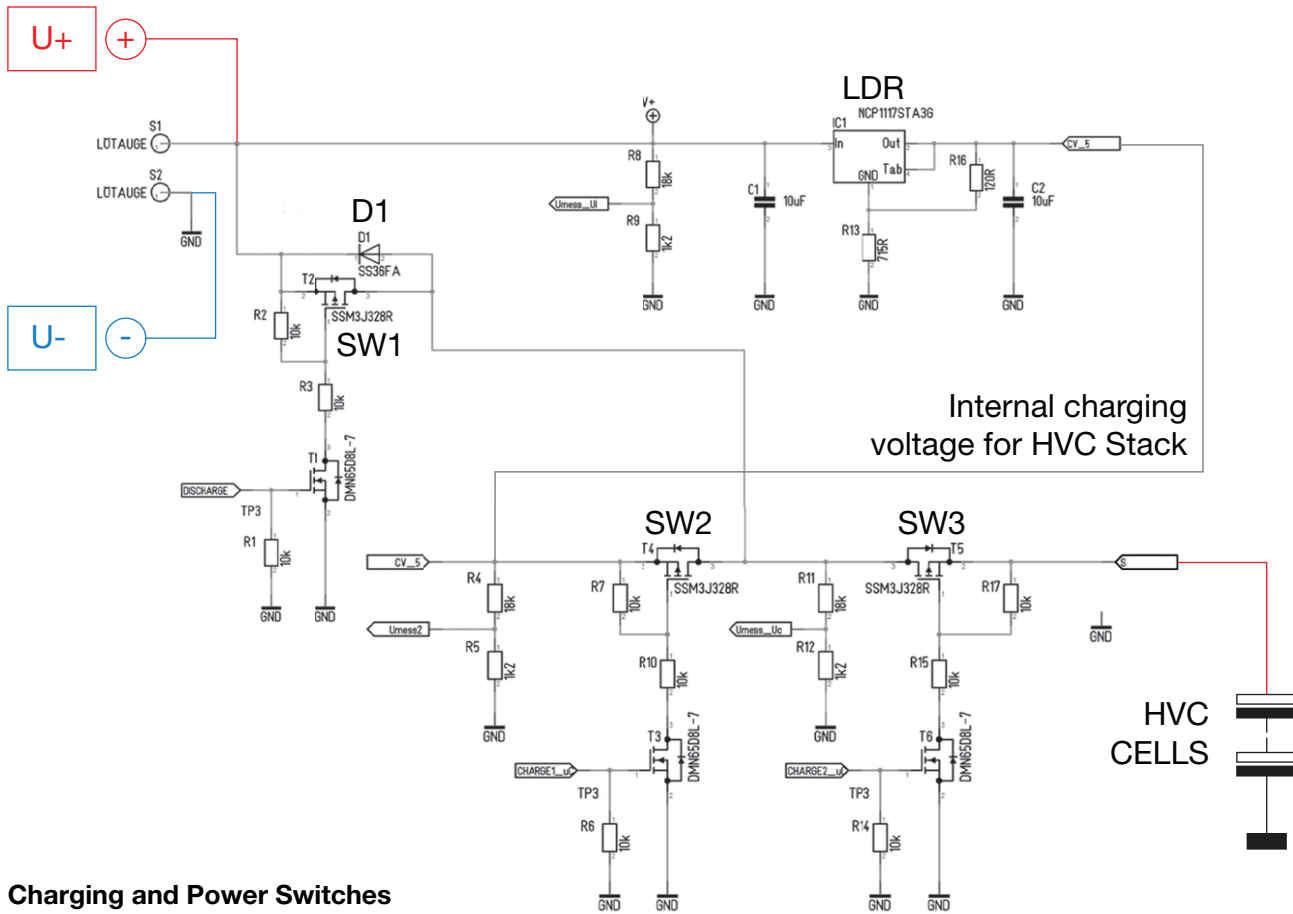 U+
+
LÖTAUGE
S1
1
LÖTAUGE
S2
1
GND
U-
-
V+
R8
18k
Umess_Ui
R9
1k2
GND
C1
10uF
GND
LDR
NCP1117STA3G
IC1
In
Out
Tab
GND
R16
120R
R13
715R
GND
C2
10uF
GND
CV_5
D1
D1
SS36FA
T2
SSM3J328R
SW1
R2
10k
R3
10k
T1
DMN65D8L-7
DISCHARGE
TP3
R1
10k
GND
GND
Internal charging
voltage for HVC Stack
CV_5
R4
18k
Umess2
R5
1k2
GND
SW2
T4
SSM3J328R
R7
10k
R10
10k
T3
DMN65D8L-7
CHARGE1_uC
TP3
R6
10k
GND
GND
R11
18k
Umess_Uc
R12
1k2
GND
SW3
T5
SSM3J328R
R17
10k
R15
10k
T6
DMN65D8L-7
CHARGE2_u
TP3
R14
10k
GND
GND
S
GND
HVC
CELLS
Charging and Power Switches